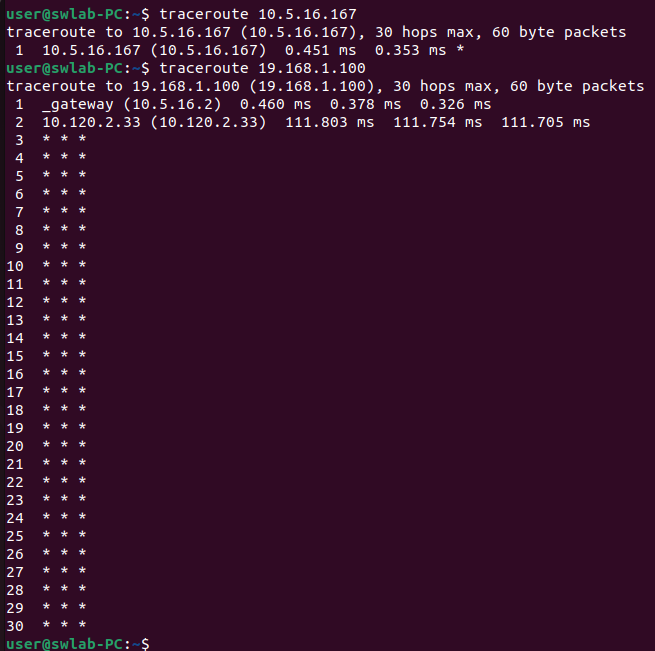 user@swlab-PC:~$ traceroute 10.5.16.167
traceroute to 10.5.16.167 (10.5.16.167), 30 hops max, 60 byte packets
 1  10.5.16.167 (10.5.16.167)  0.451 ms  0.353 ms *
user@swlab-PC:~$ traceroute 19.168.1.100
traceroute to 19.168.1.100 (19.168.1.100), 30 hops max, 60 byte packets
 1  _gateway (10.5.16.2)  0.460 ms  0.378 ms  0.326 ms
 2  10.120.2.33 (10.120.2.33)  111.803 ms  111.754 ms  111.705 ms
 3  * * *
 4  * * *
 5  * * *
 6  * * *
 7  * * *
 8  * * *
 9  * * *
10  * * *
11  * * *
12  * * *
13  * * *
14  * * *
15  * * *
16  * * *
17  * * *
18  * * *
19  * * *
20  * * *
21  * * *
22  * * *
23  * * *
24  * * *
25  * * *
26  * * *
27  * * *
28  * * *
29  * * *
30  * * *
user@swlab-PC:~$